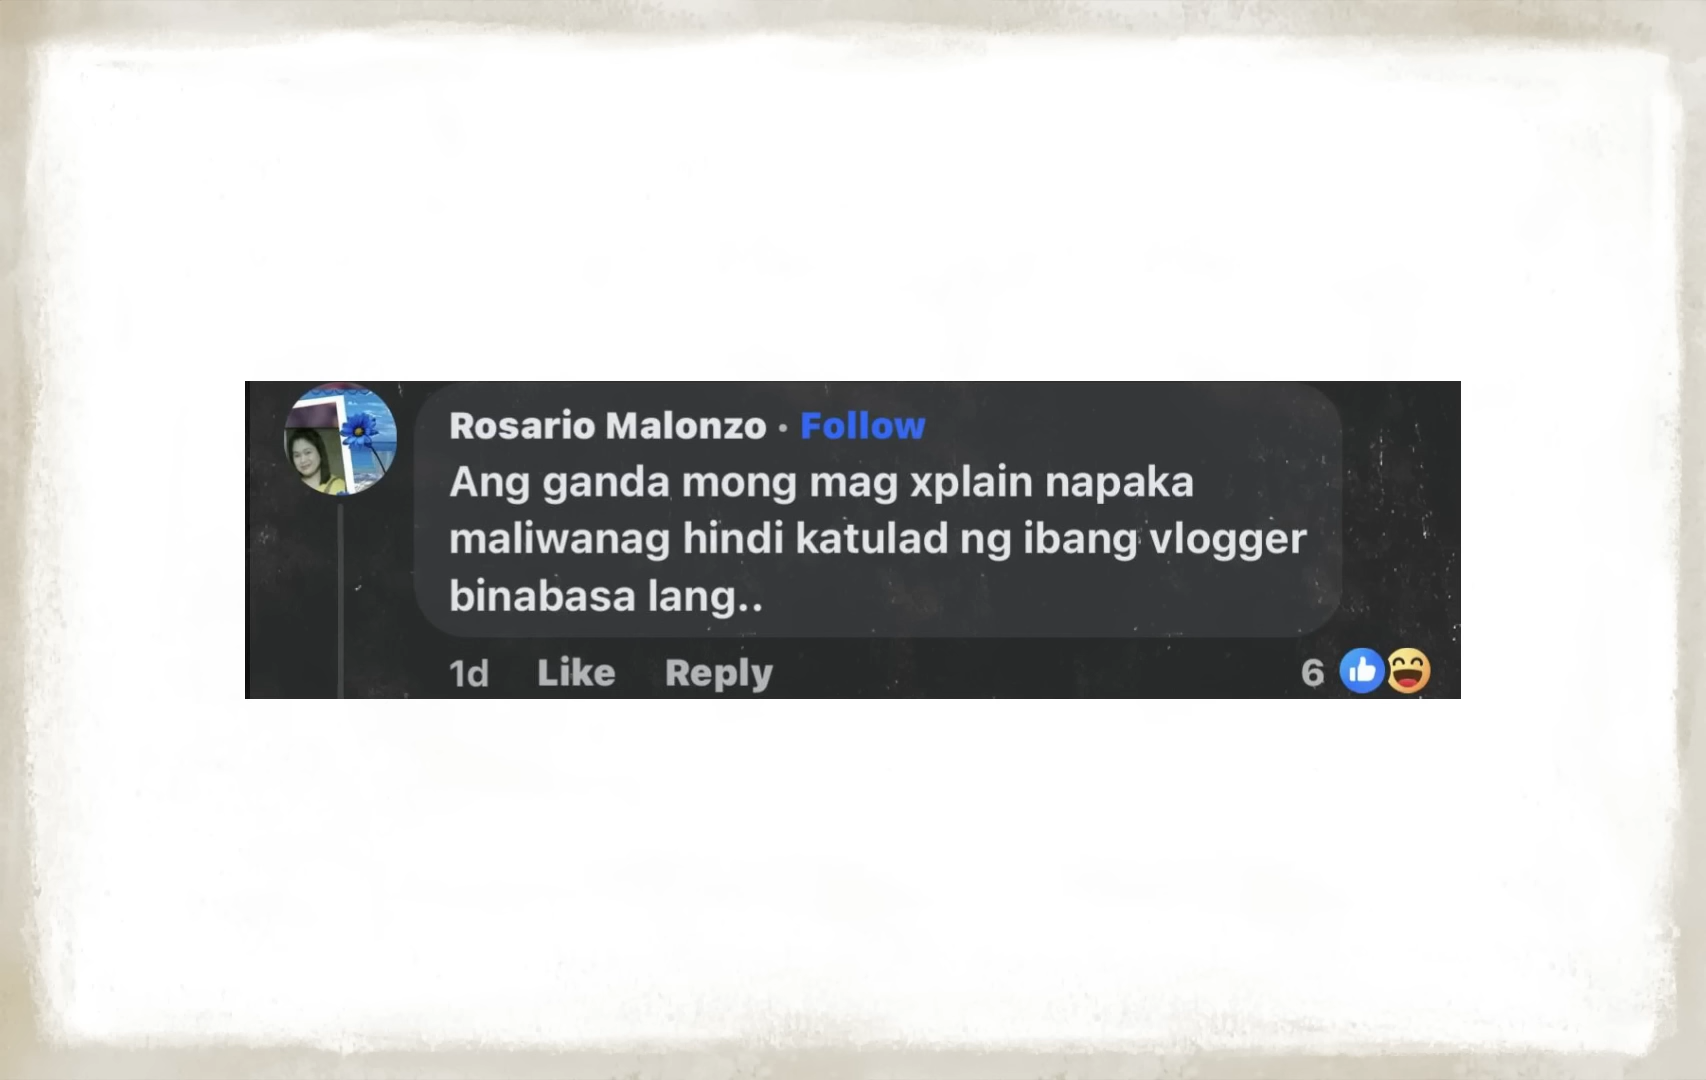 Rosario Malonzo · Follow
Ang ganda mong mag xplain napaka
maliwanag hindi katulad ng ibang vlogger
binabasa lang..
1d Like Reply 6